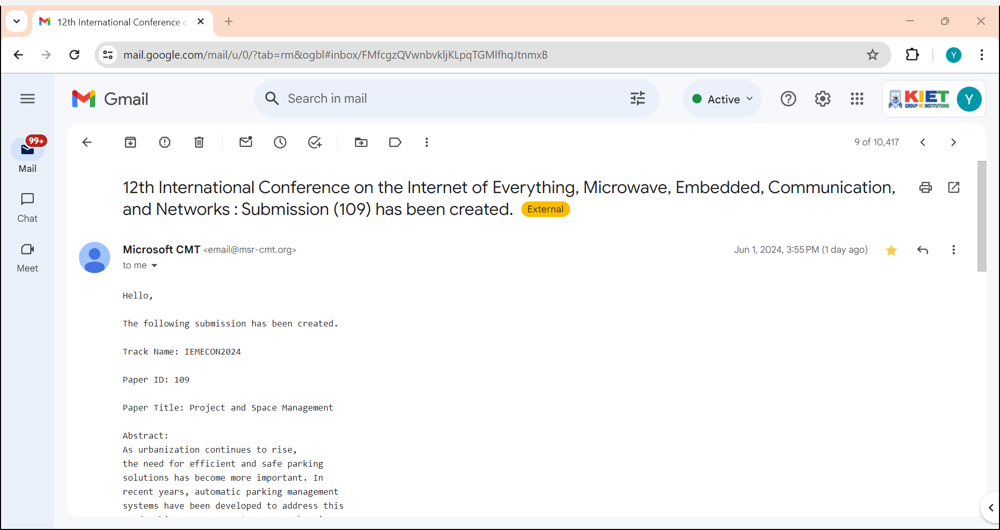 12th International Conference o
mail.google.com/mail/u/0/?tab=rm&ogbl#inbox/FMfcgzQVwnbvkljKLpqTGMlfhqJtnmxB
Y
Gmail
Search in mail
Active
KIET
GROUP OF INSTITUTIONS
Y
99+
Mail
Chat
Meet
9 of 10,417
12th International Conference on the Internet of Everything, Microwave, Embedded, Communication,
and Networks : Submission (109) has been created. External
Microsoft CMT <email@msr-cmt.org>
Jun 1, 2024, 3:55 PM (1 day ago)
to me
Hello,
The following submission has been created.
Track Name: IEMECON2024
Paper ID: 109
Paper Title: Project and Space Management
Abstract:
As urbanization continues to rise,
the need for efficient and safe parking
solutions has become more important. In
recent years, automatic parking management
systems have been developed to address this